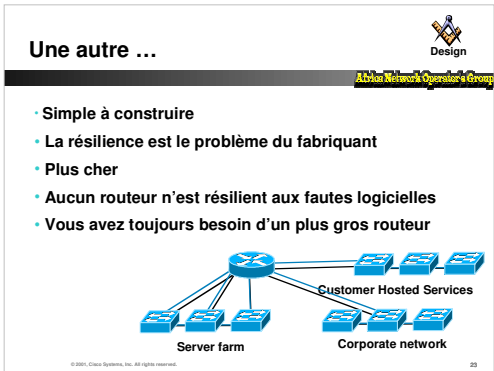 Une autre …
Design
Africa Network Operators Group
• Simple à construire
• La résilience est le problème du fabriquant
• Plus cher
• Aucun routeur n’est résilient aux fautes logicielles
• Vous avez toujours besoin d’un plus gros routeur
Customer Hosted Services
Server farm
Corporate network
© 2001, Cisco Systems, Inc. All rights reserved.
23